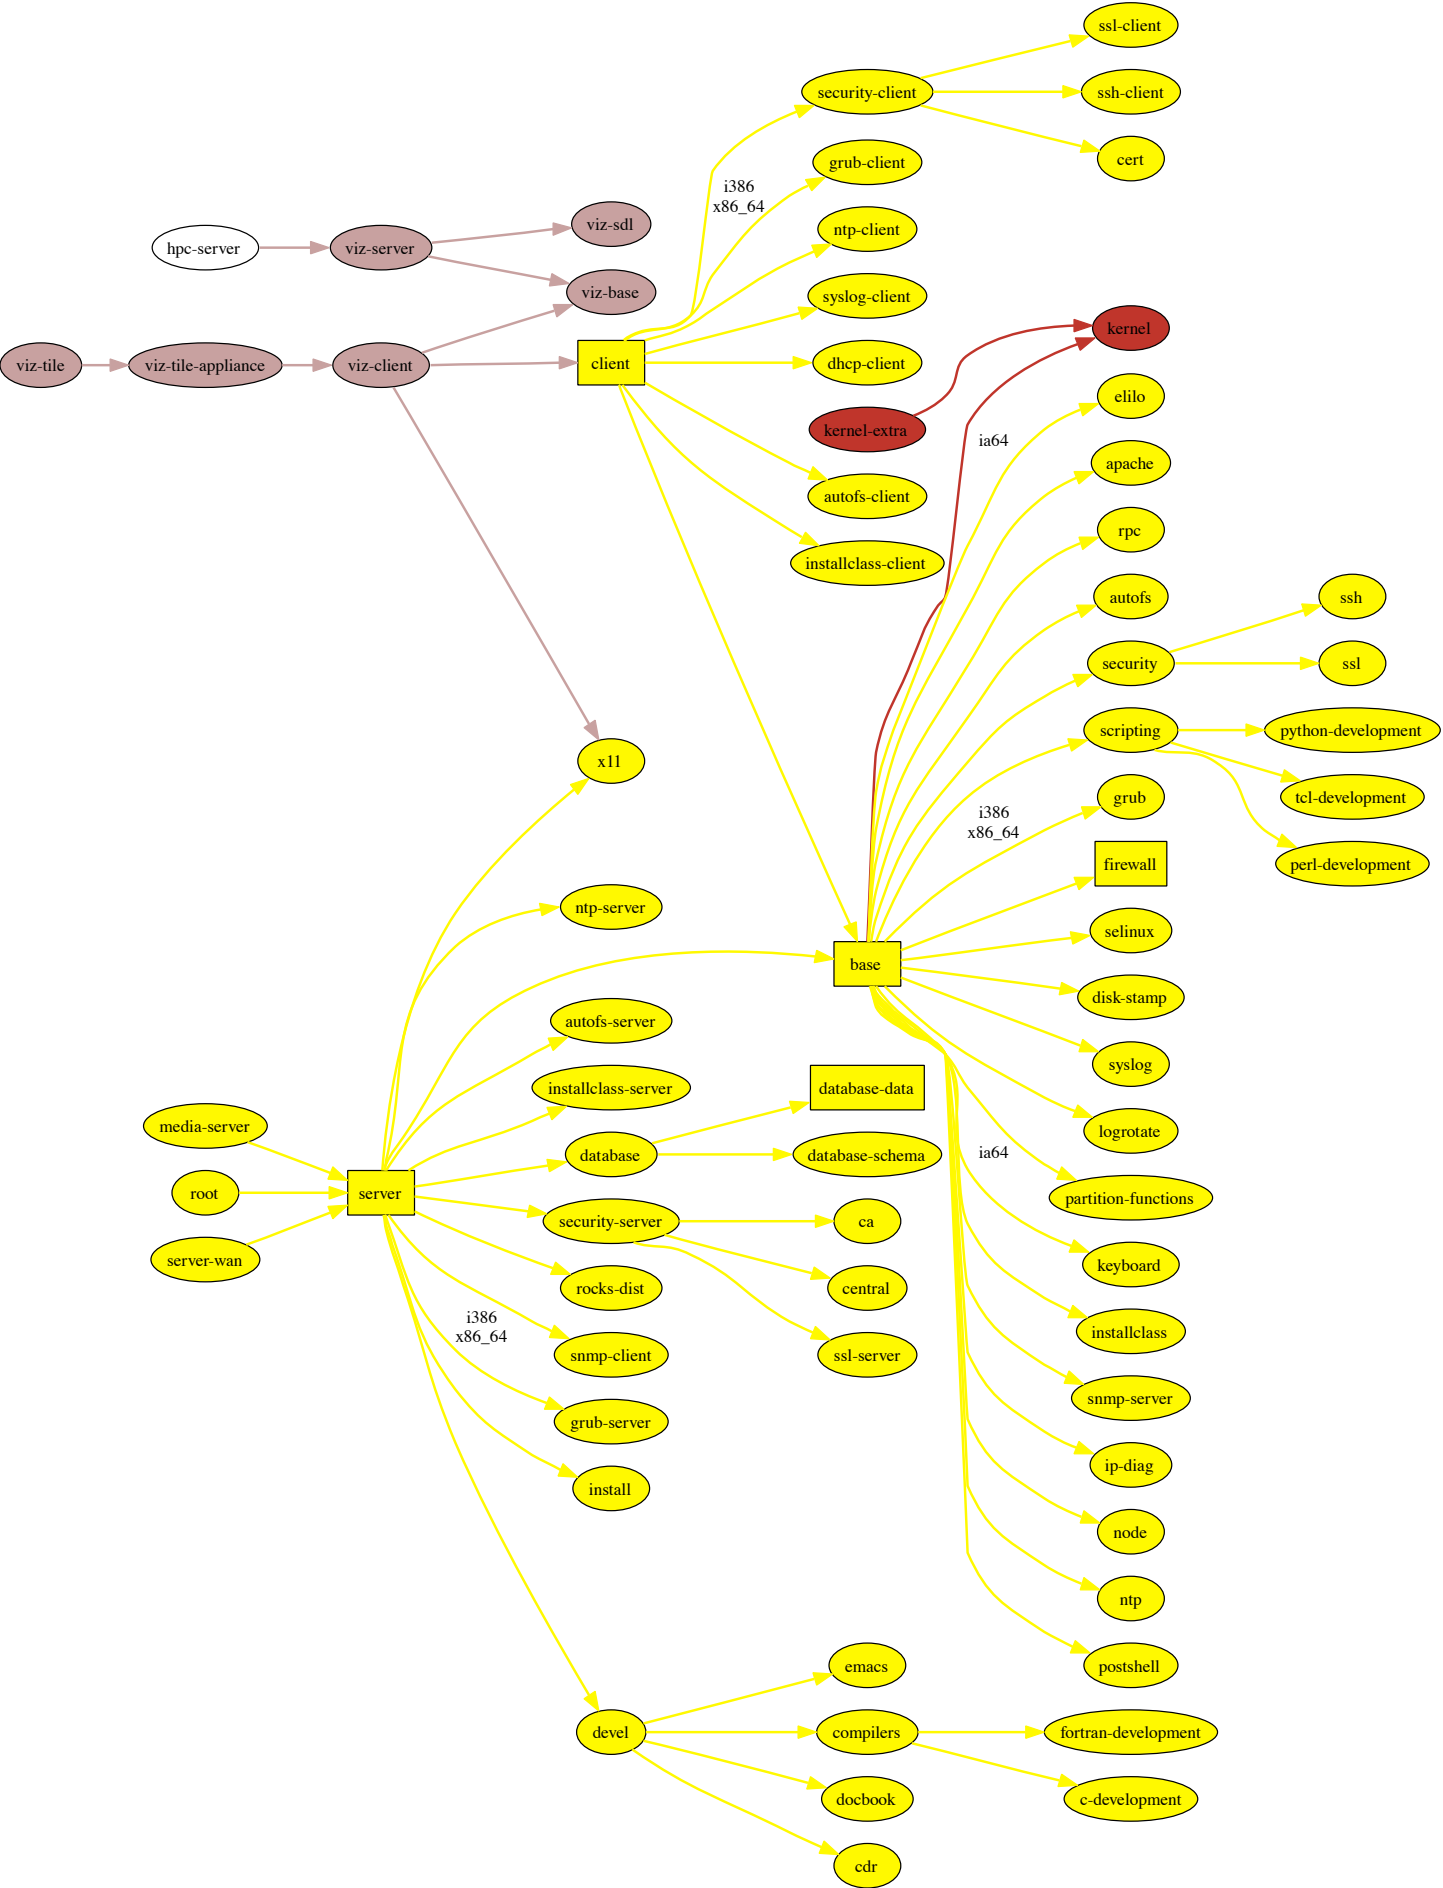 ssl-client
security-client
ssh-client
cert
grub-client
i386
x86_64
viz-sdl
ntp-client
hpc-server
viz-server
viz-base
syslog-client
kernel
viz-tile
viz-tile-appliance
viz-client
client
dhcp-client
elilo
kernel-extra
ia64
apache
autofs-client
rpc
installclass-client
autofs
ssh
security
ssl
scripting
python-development
x11
grub
tcl-development
i386
x86_64
firewall
perl-development
ntp-server
selinux
base
disk-stamp
autofs-server
syslog
installclass-server
database-data
media-server
logrotate
database
database-schema
ia64
root
server
partition-functions
security-server
ca
server-wan
keyboard
rocks-dist
central
i386
x86_64
installclass
snmp-client
ssl-server
snmp-server
grub-server
ip-diag
install
node
ntp
emacs
postshell
devel
compilers
fortran-development
docbook
c-development
cdr